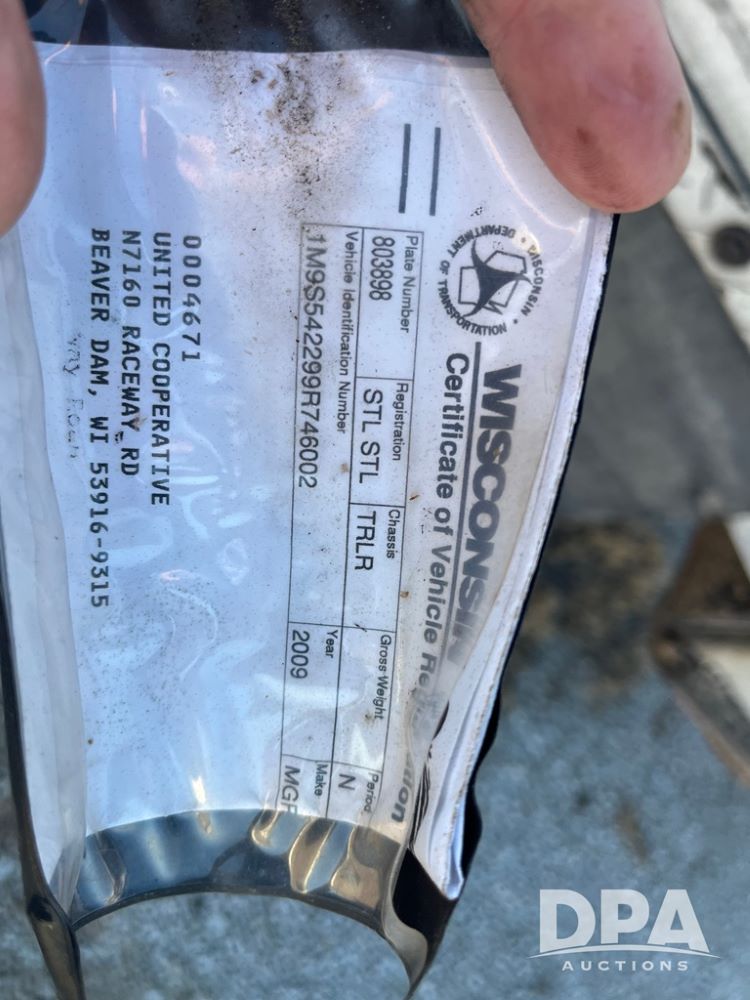 WISCONSIN DEPARTMENT OF TRANSPORTATION
WISCONSIN
Certificate of Vehicle
Plate Number Registration Chassis Gross Weight Period
803898 STL STL TRLR N
Vehicle Identification Number Year Make
1M9S542299R746002 2009
0004671
UNITED COOPERATIVE
N7160 RACEWAY RD
BEAVER DAM, WI 53916-9315
DPA
AUCTIONS